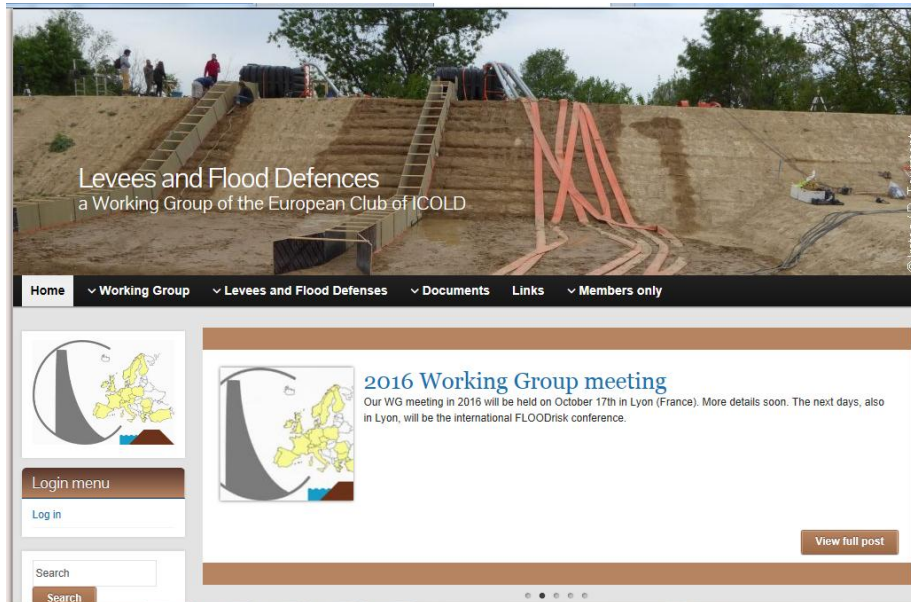 Levees and Flood Defences
a Working Group of the European Club of ICOLD
Home
Working Group
Levees and Flood Defenses
Documents
Links
Members only
2016 Working Group meeting
Our WG meeting in 2016 will be held on October 17th in Lyon (France). More details soon. The next days, also
in Lyon, will be the international FLOODrisk conference.
View full post
Login menu
Log in
Search
Search